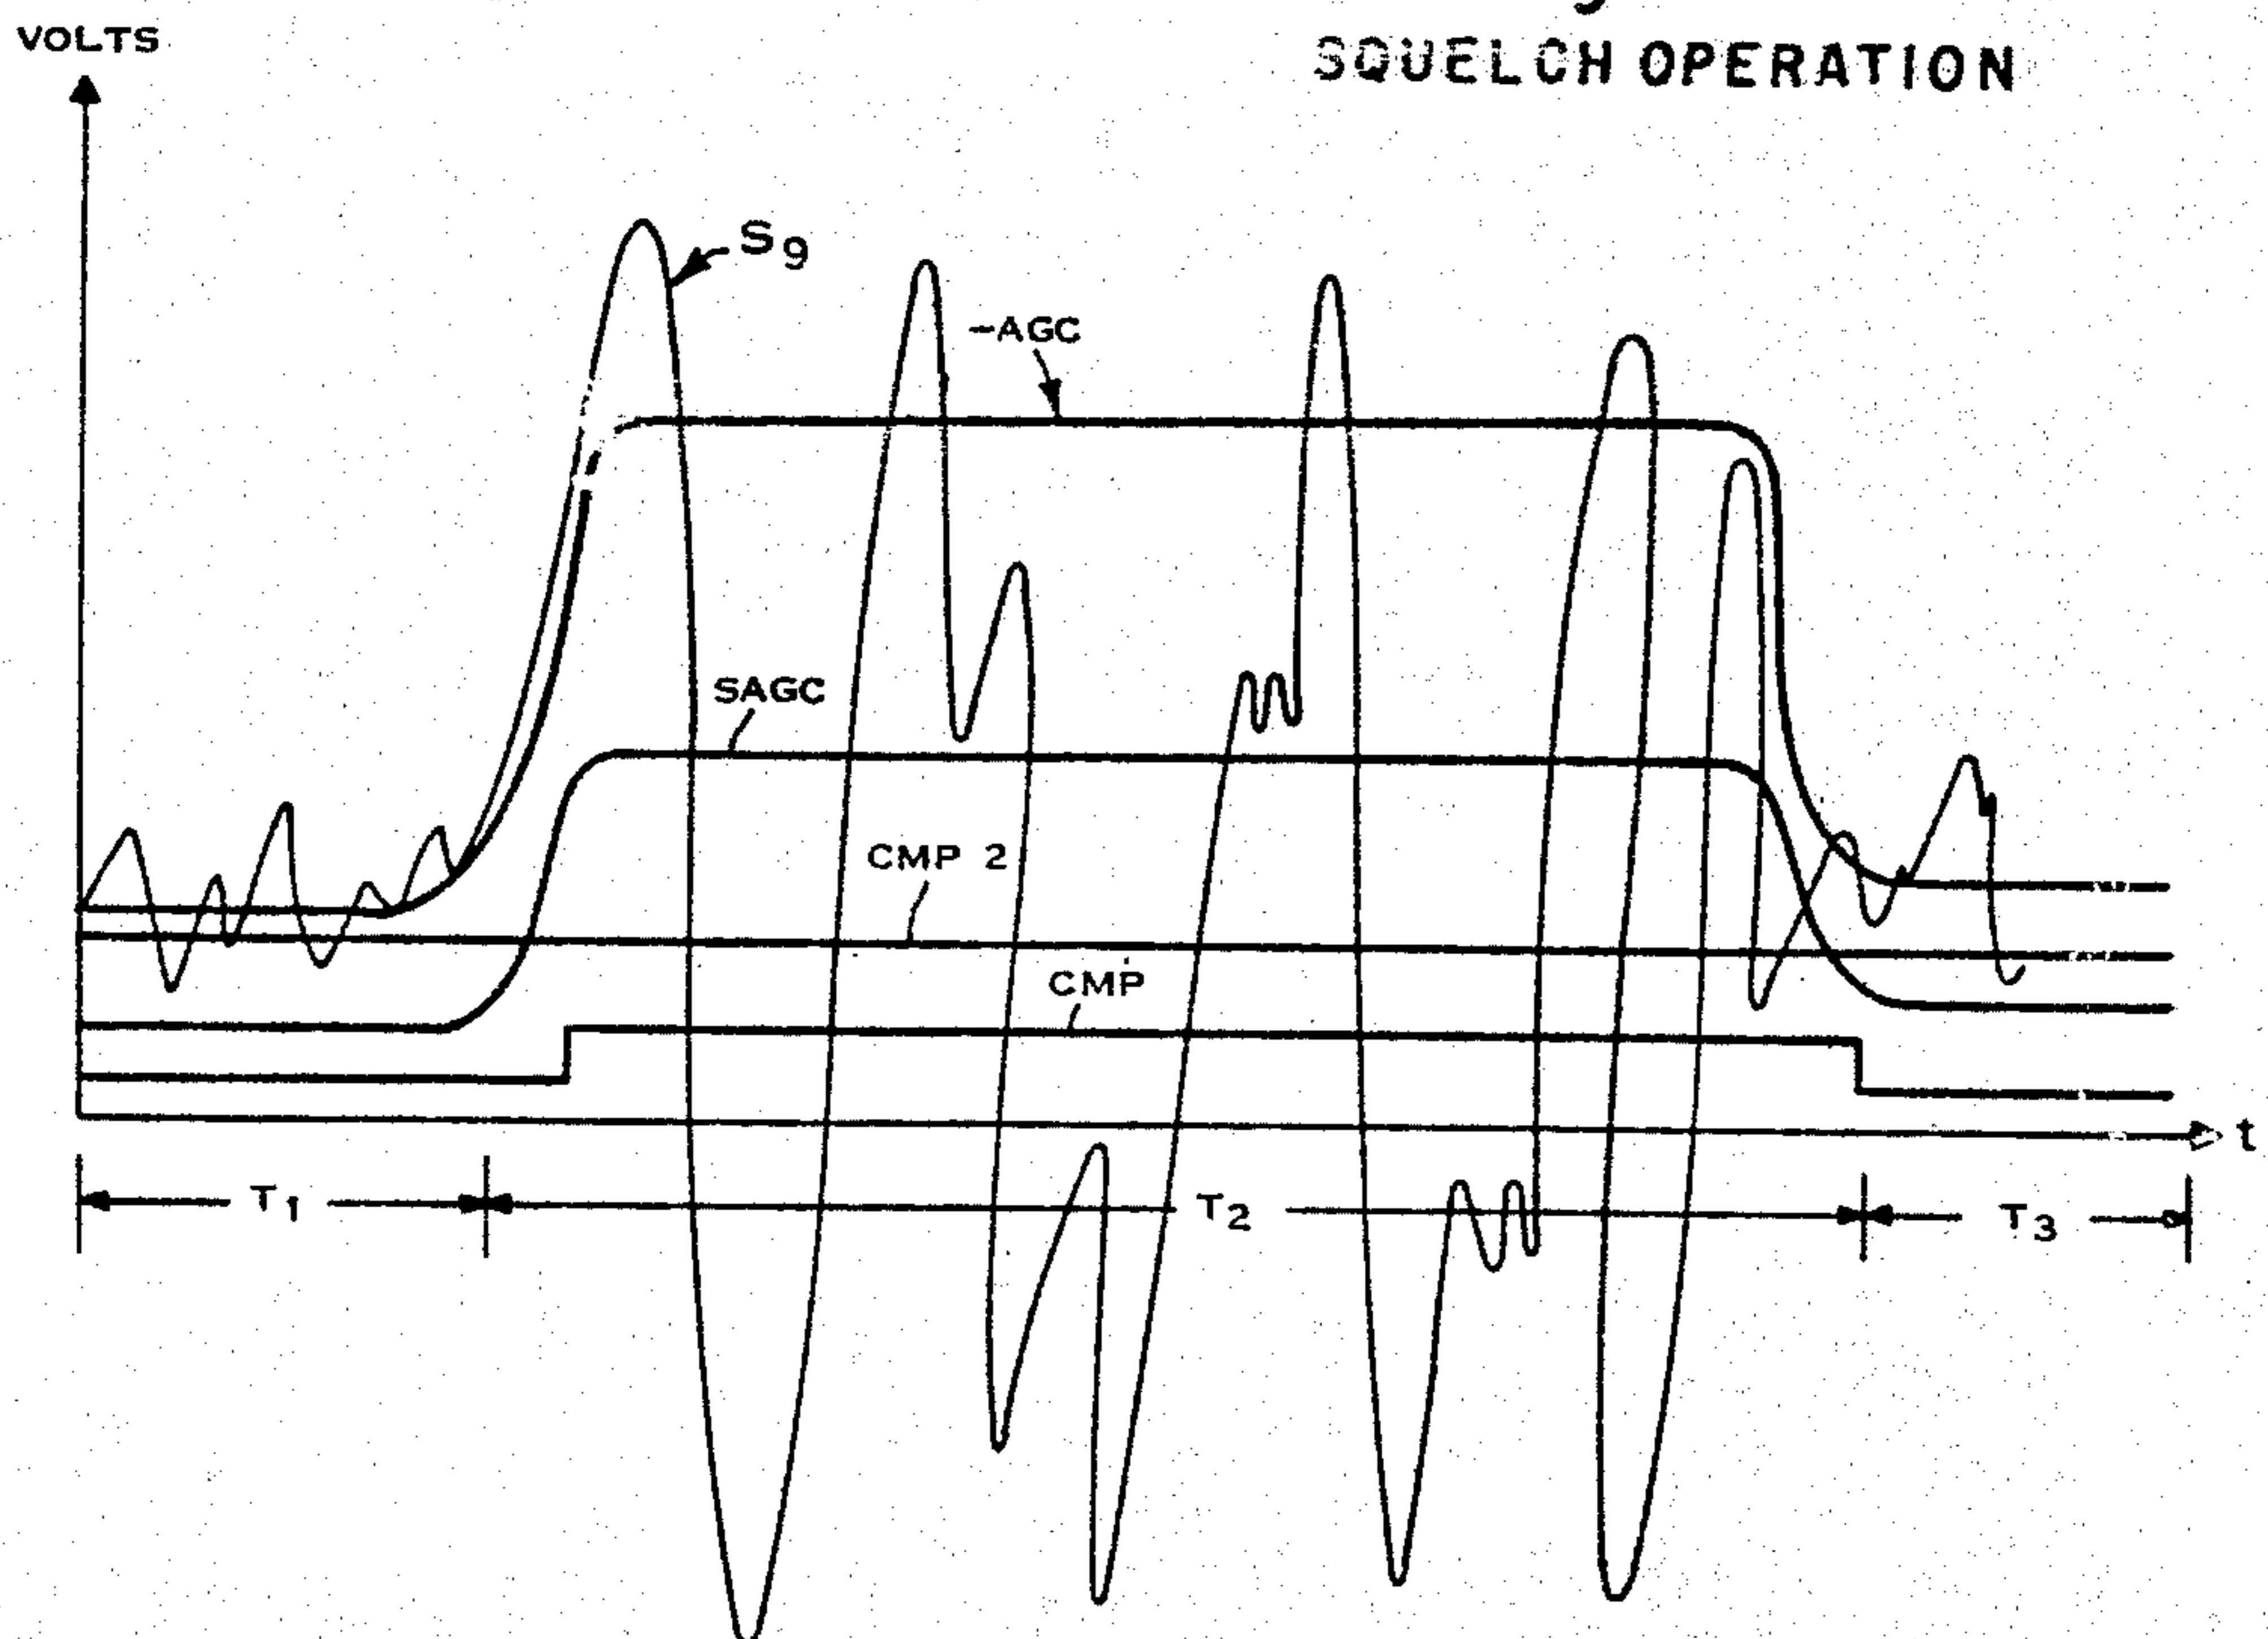 VOLTS
SQUELCH OPERATION
S9
-AGC
SAGC
CMP 2
CMP
t
T1
T2
T3